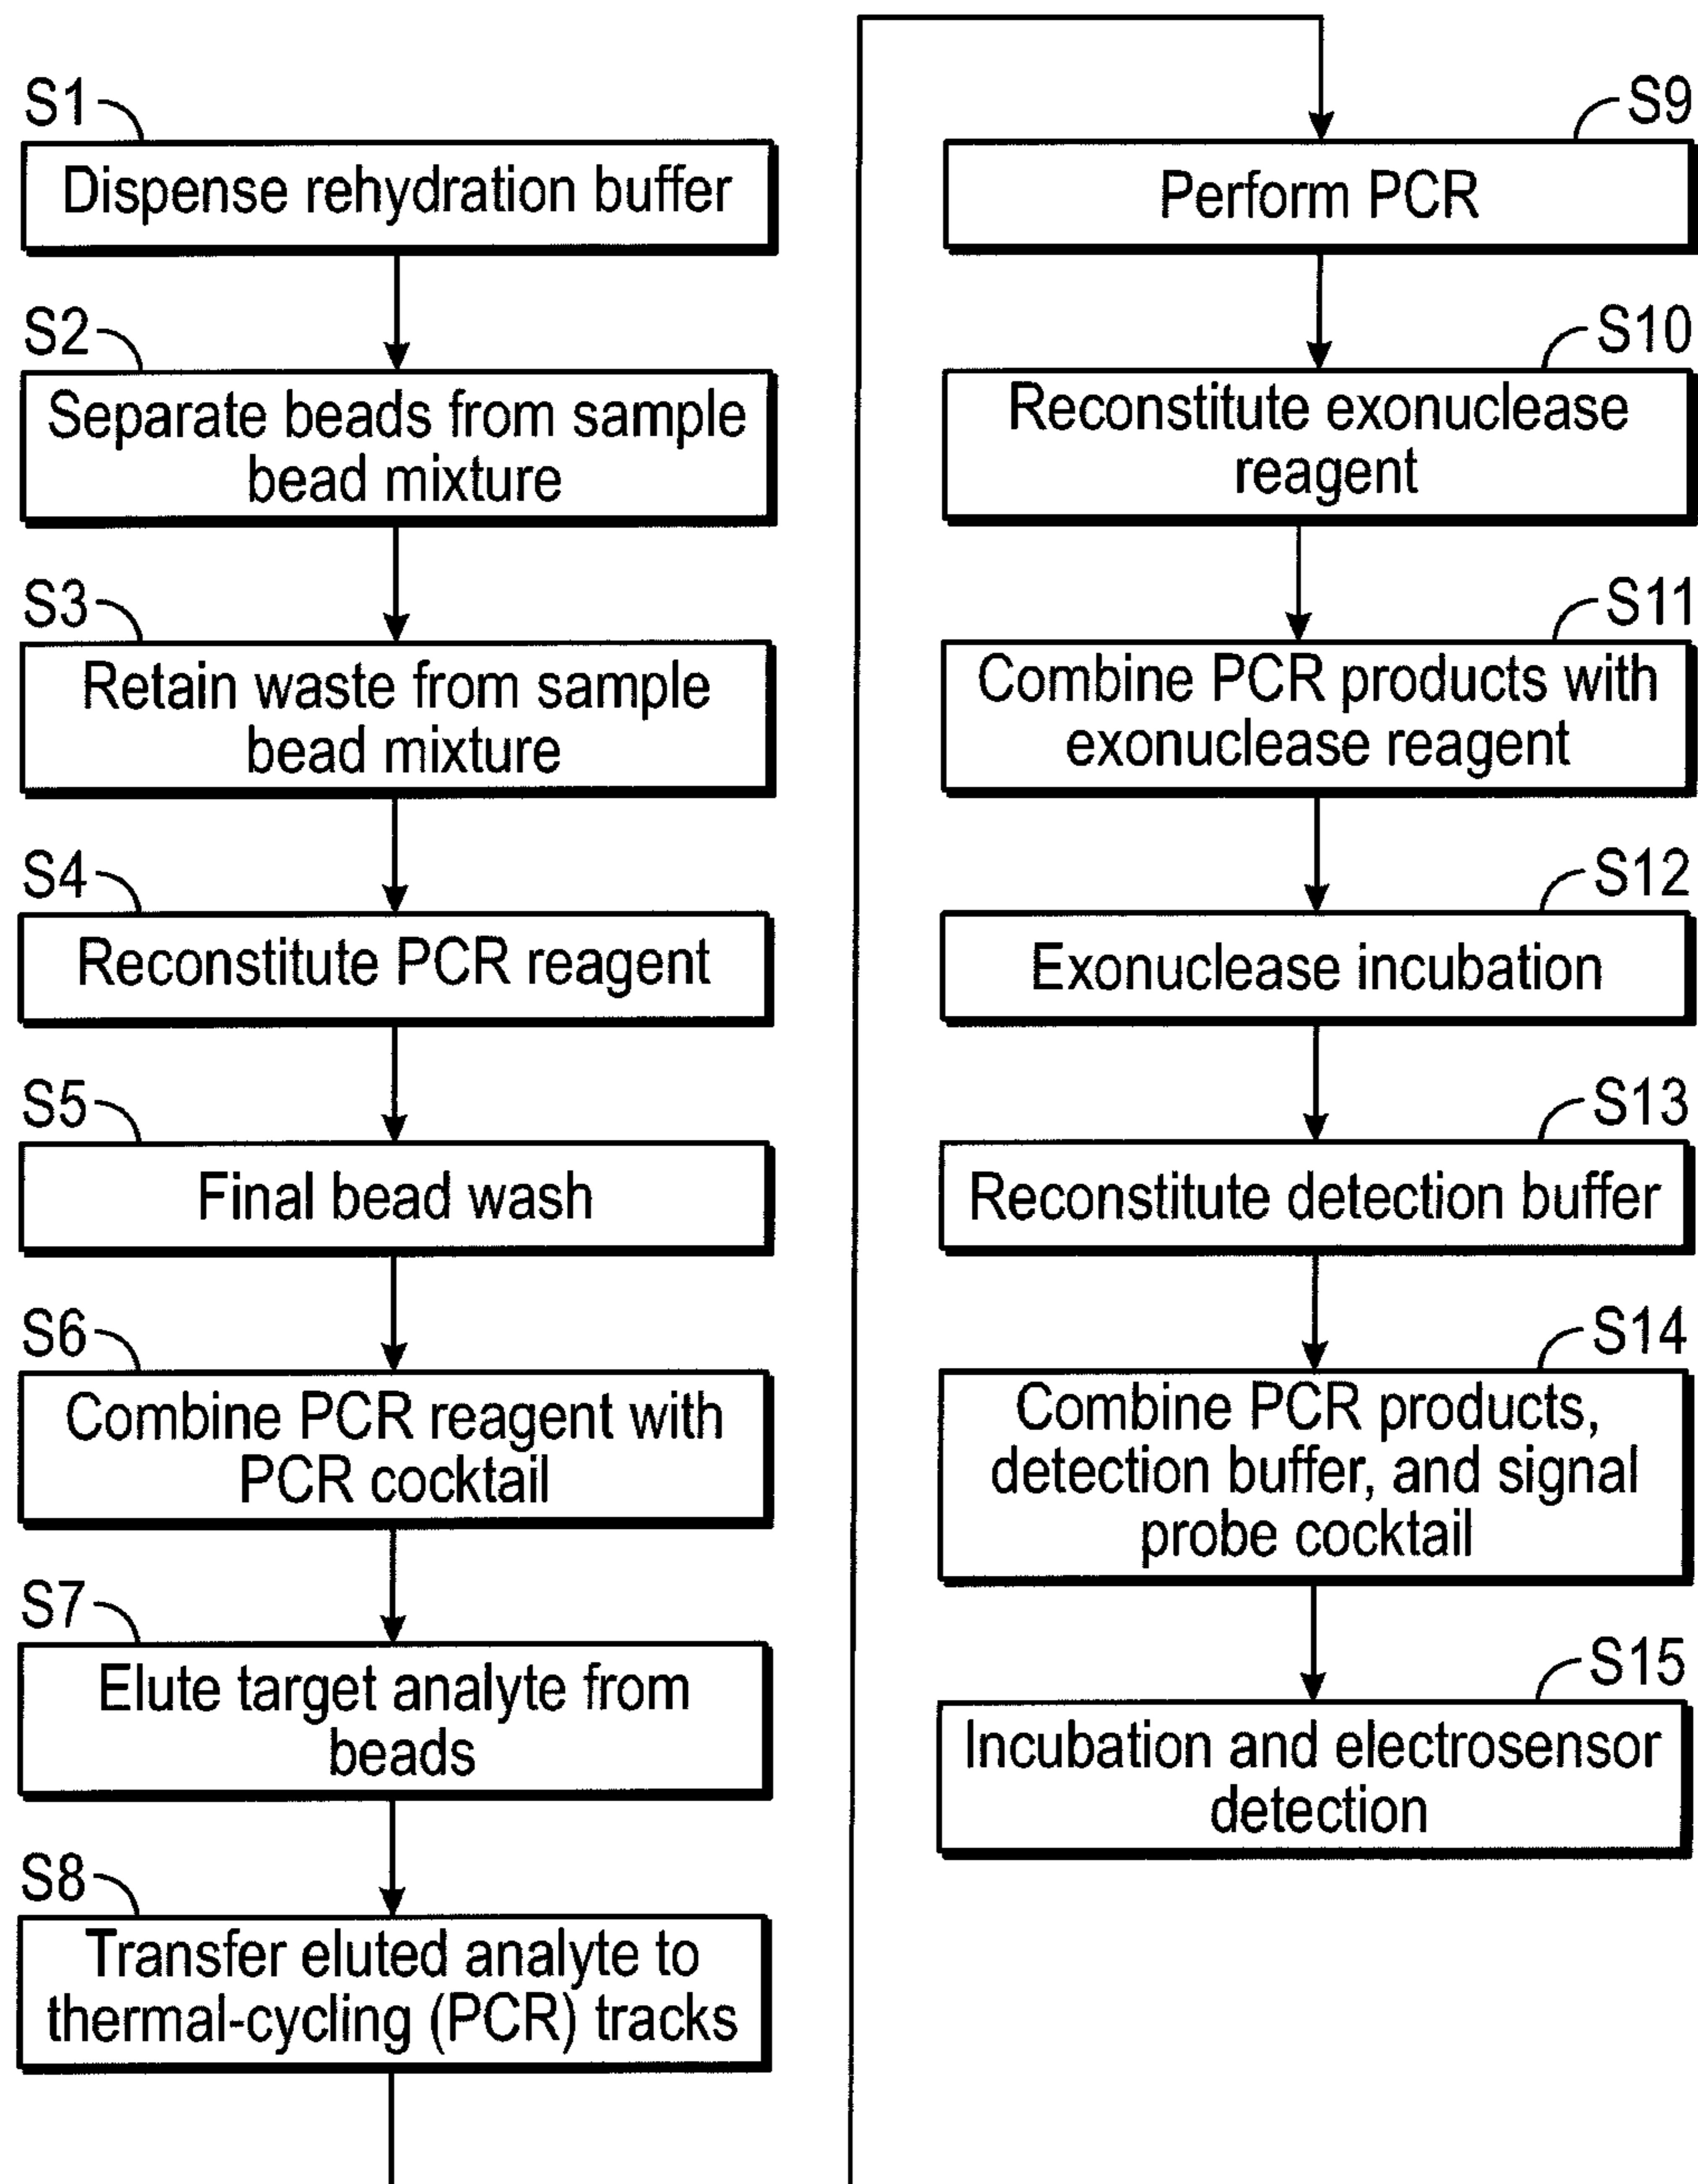 S1
Dispense rehydration buffer
S2
Separate beads from sample
bead mixture
S3
Retain waste from sample
bead mixture
S4
Reconstitute PCR reagent
S5
Final bead wash
S6
Combine PCR reagent with
PCR cocktail
S7
Elute target analyte from
beads
S8
Transfer eluted analyte to
thermal-cycling (PCR) tracks
S9
Perform PCR
S10
Reconstitute exonuclease
reagent
S11
Combine PCR products with
exonuclease reagent
S12
Exonuclease incubation
S13
Reconstitute detection buffer
S14
Combine PCR products,
detection buffer, and signal
probe cocktail
S15
Incubation and electrosensor
detection